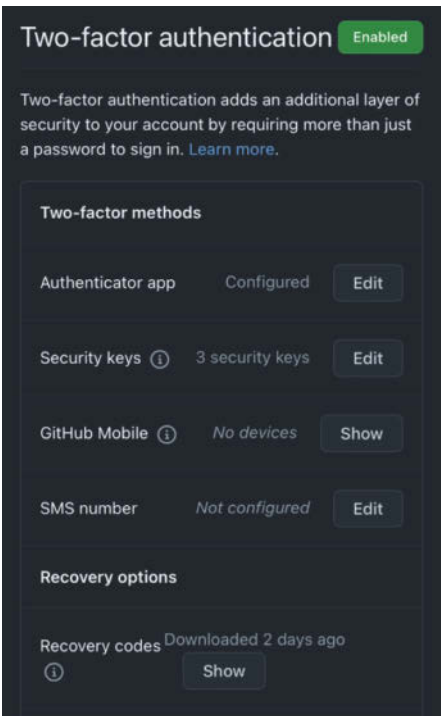 Two-factor authentication Enabled
Two-factor authentication adds an additional layer of
security to your account by requiring more than just
a password to sign in. Learn more.
Two-factor methods
Authenticator app Configured Edit
Security keys 3 security keys Edit
GitHub Mobile No devices Show
SMS number Not configured Edit
Recovery options
Recovery codes Downloaded 2 days ago
Show